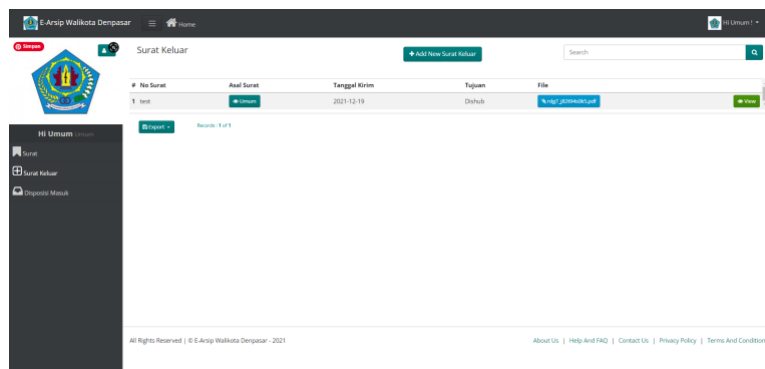 E-Arsip Walikota Denpasar
Home
Hi Umum !
Simpan
Surat Keluar
+ Add New Surat Keluar
Search
# No Surat Asal Surat Tanggal Kirim Tujuan File
1 test Umum 2021-12-19 Dishub View
Export
Records : 1 of 1
Hi Umum Umum
Surat
Surat Keluar
Disposisi Masuk
All Rights Reserved | © E-Arsip Walikota Denpasar - 2021
About Us | Help And FAQ | Contact Us | Privacy Policy | Terms And Condition